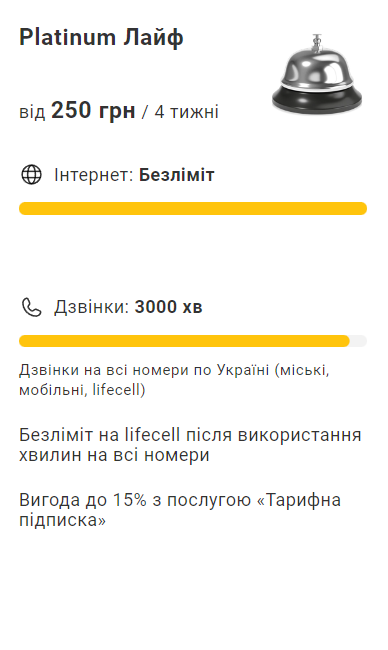 Platinum Лайф
від 250 грн / 4 тижні
Інтернет: Безліміт
Дзвінки: 3000 хв
Дзвінки на всі номери по Україні (міські,
мобільні, lifecell)
Безліміт на lifecell після використання
хвилин на всі номери
Вигода до 15% з послугою «Тарифна
підписка»